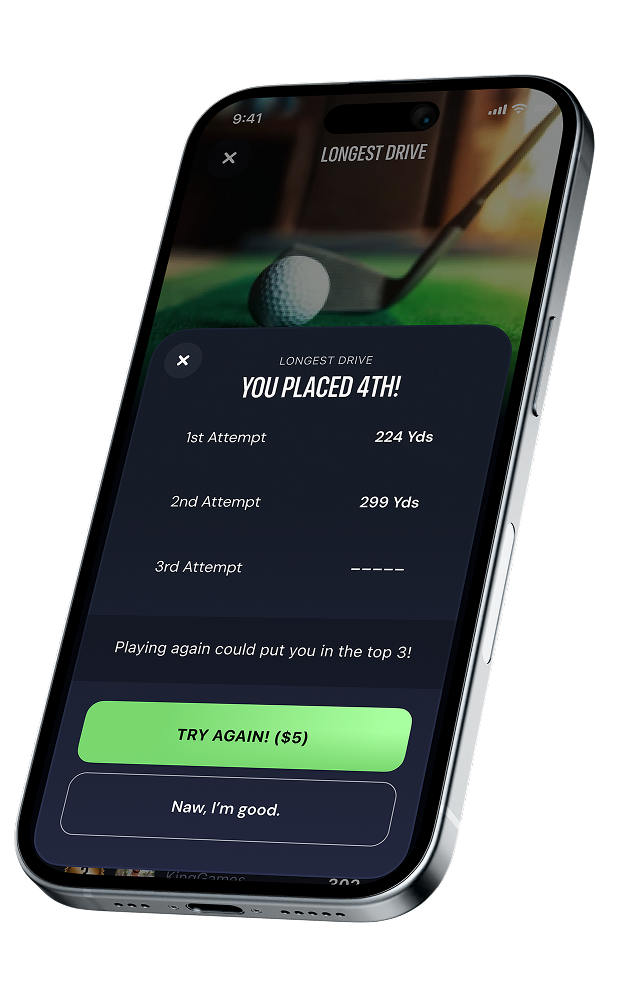 9:41
LONGEST DRIVE
LONGEST DRIVE
YOU PLACED 4TH!
1st Attempt 224 Yds
2nd Attempt 299 Yds
3rd Attempt –––––
Playing again could put you in the top 3!
TRY AGAIN! ($5)
Naw, I'm good.
2 KingGames 302